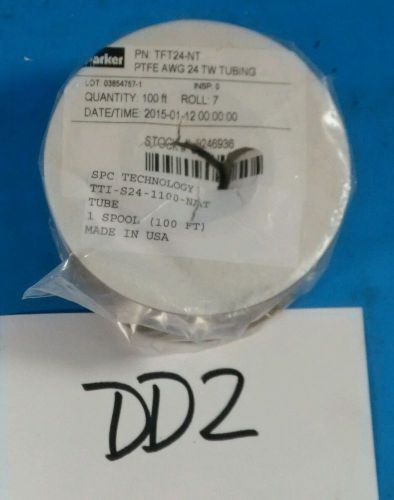 Parker
PN: TFT24-NT
PTFE AWG 24 TW TUBING
LOT: 03854757-1 INSP: 0
QUANTITY: 100 ft ROLL: 7
DATE/TIME: 2015-01-12 00:00:00
STOCK #246936
SPC TECHNOLOGY
TTI-S24-1100-NAT
TUBE
1 SPOOL (100 FT)
MADE IN USA
DD2